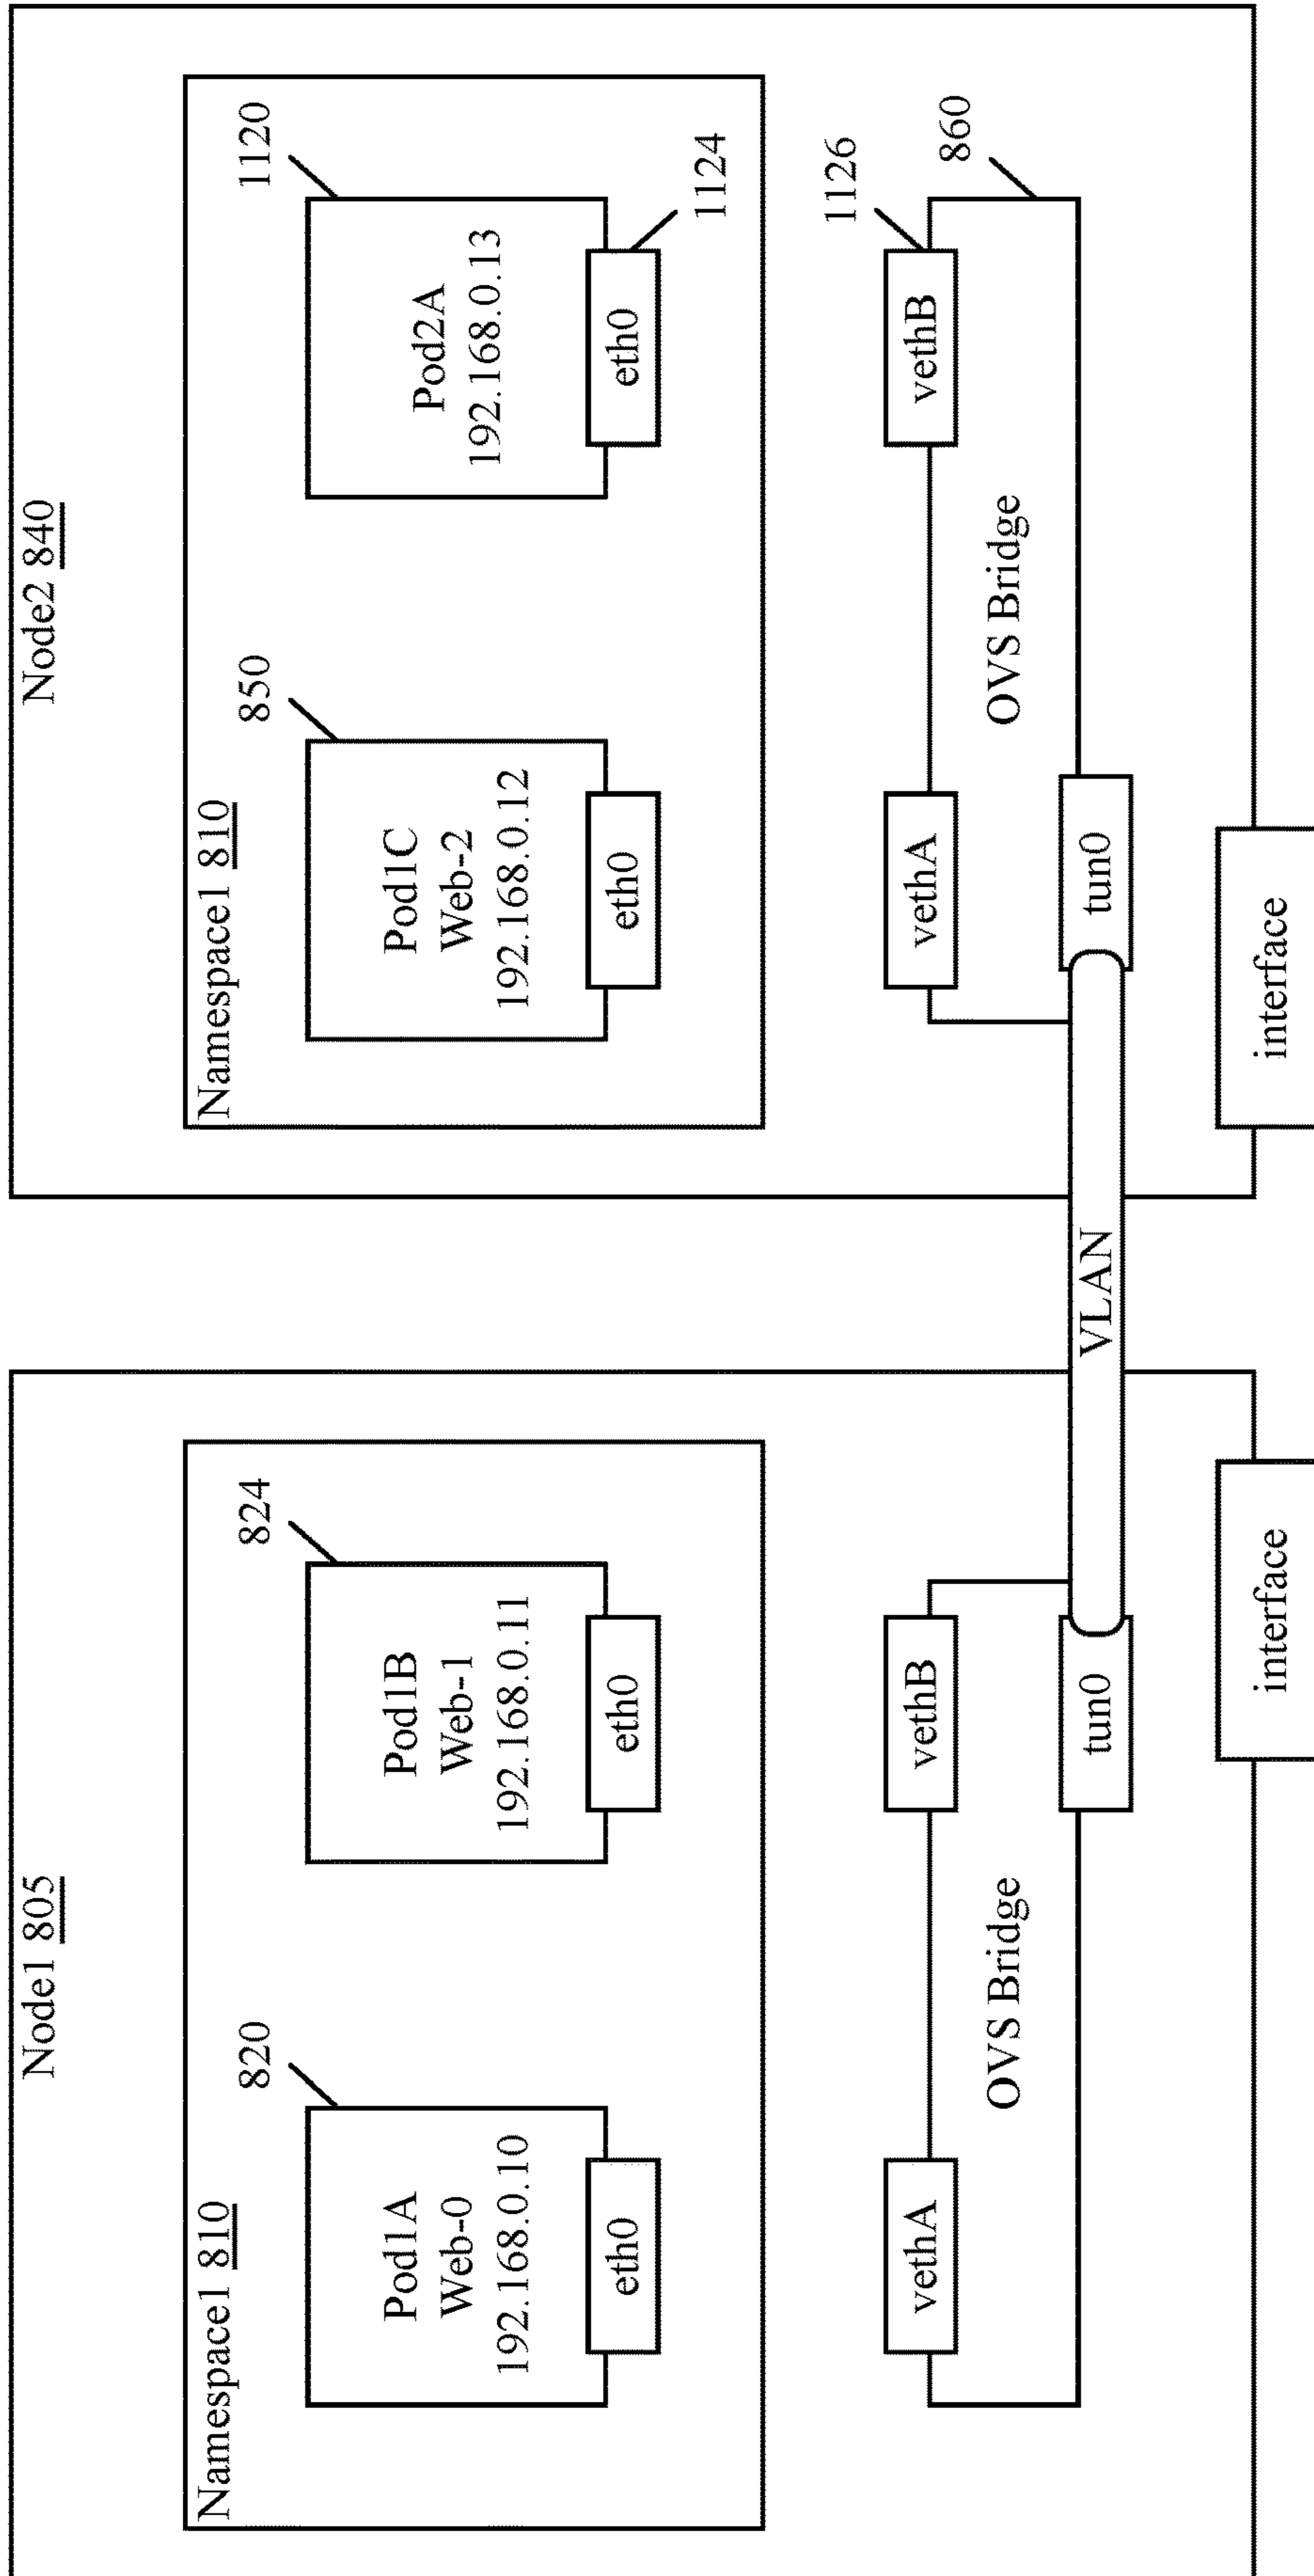 Node1 805
Namespace1 810
820
Pod1A
Web-0
192.168.0.10
eth0
824
Pod1B
Web-1
192.168.0.11
eth0
vethA
vethB
OVS Bridge
tun0
interface
VLAN
Node2 840
Namespace1 810
850
Pod1C
Web-2
192.168.0.12
eth0
1120
Pod2A
192.168.0.13
eth0
1124
vethA
vethB
1126
860
OVS Bridge
tun0
interface